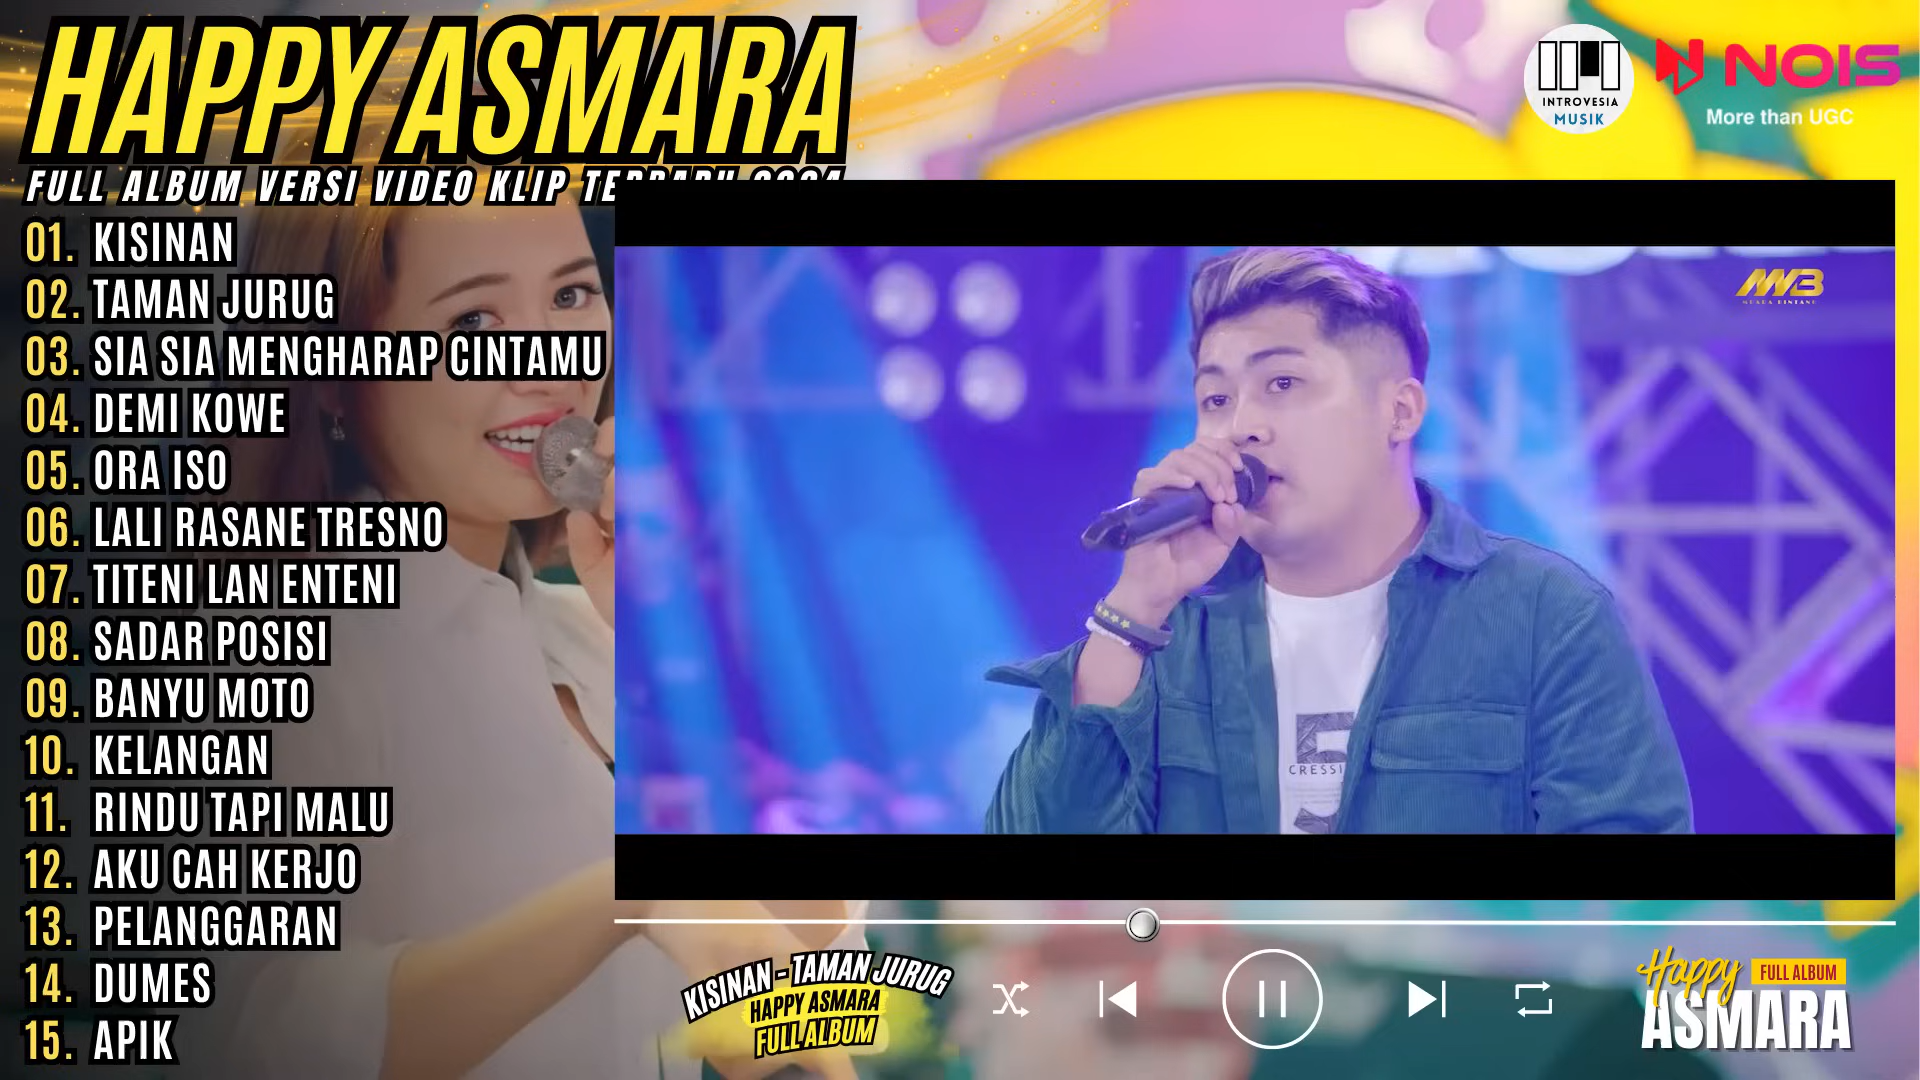 HAPPY ASMARA
FULL ALBUM VERSI VIDEO KLIP
01. KISINAN
02. TAMAN JURUG
03. SIA SIA MENGHARAP CINTAMU
04. DEMI KOWE
05. ORA ISO
06. LALI RASANE TRESNO
07. TITENI LAN ENTENI
08. SADAR POSISI
09. BANYU MOTO
10. KELANGAN
11. RINDU TAPI MALU
12. AKU CAH KERJO
13. PELANGGARAN
14. DUMES
15. APIK
INTROVESIA
MUSIK
NOIS
More than UGC
MB
5
KISINAN - TAMAN JURUG
HAPPY ASMARA
FULL ALBUM
Happy FULL ALBUM
ASMARA